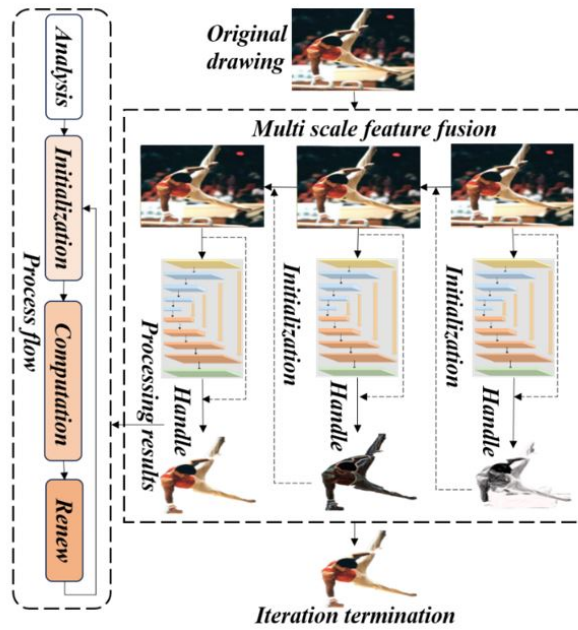 Original
drawing
Multi scale feature fusion
Analysis
Initialization
Computation
Renew
Process flow
Processing results
Handle
Initialization
Handle
Initialization
Handle
Iteration termination